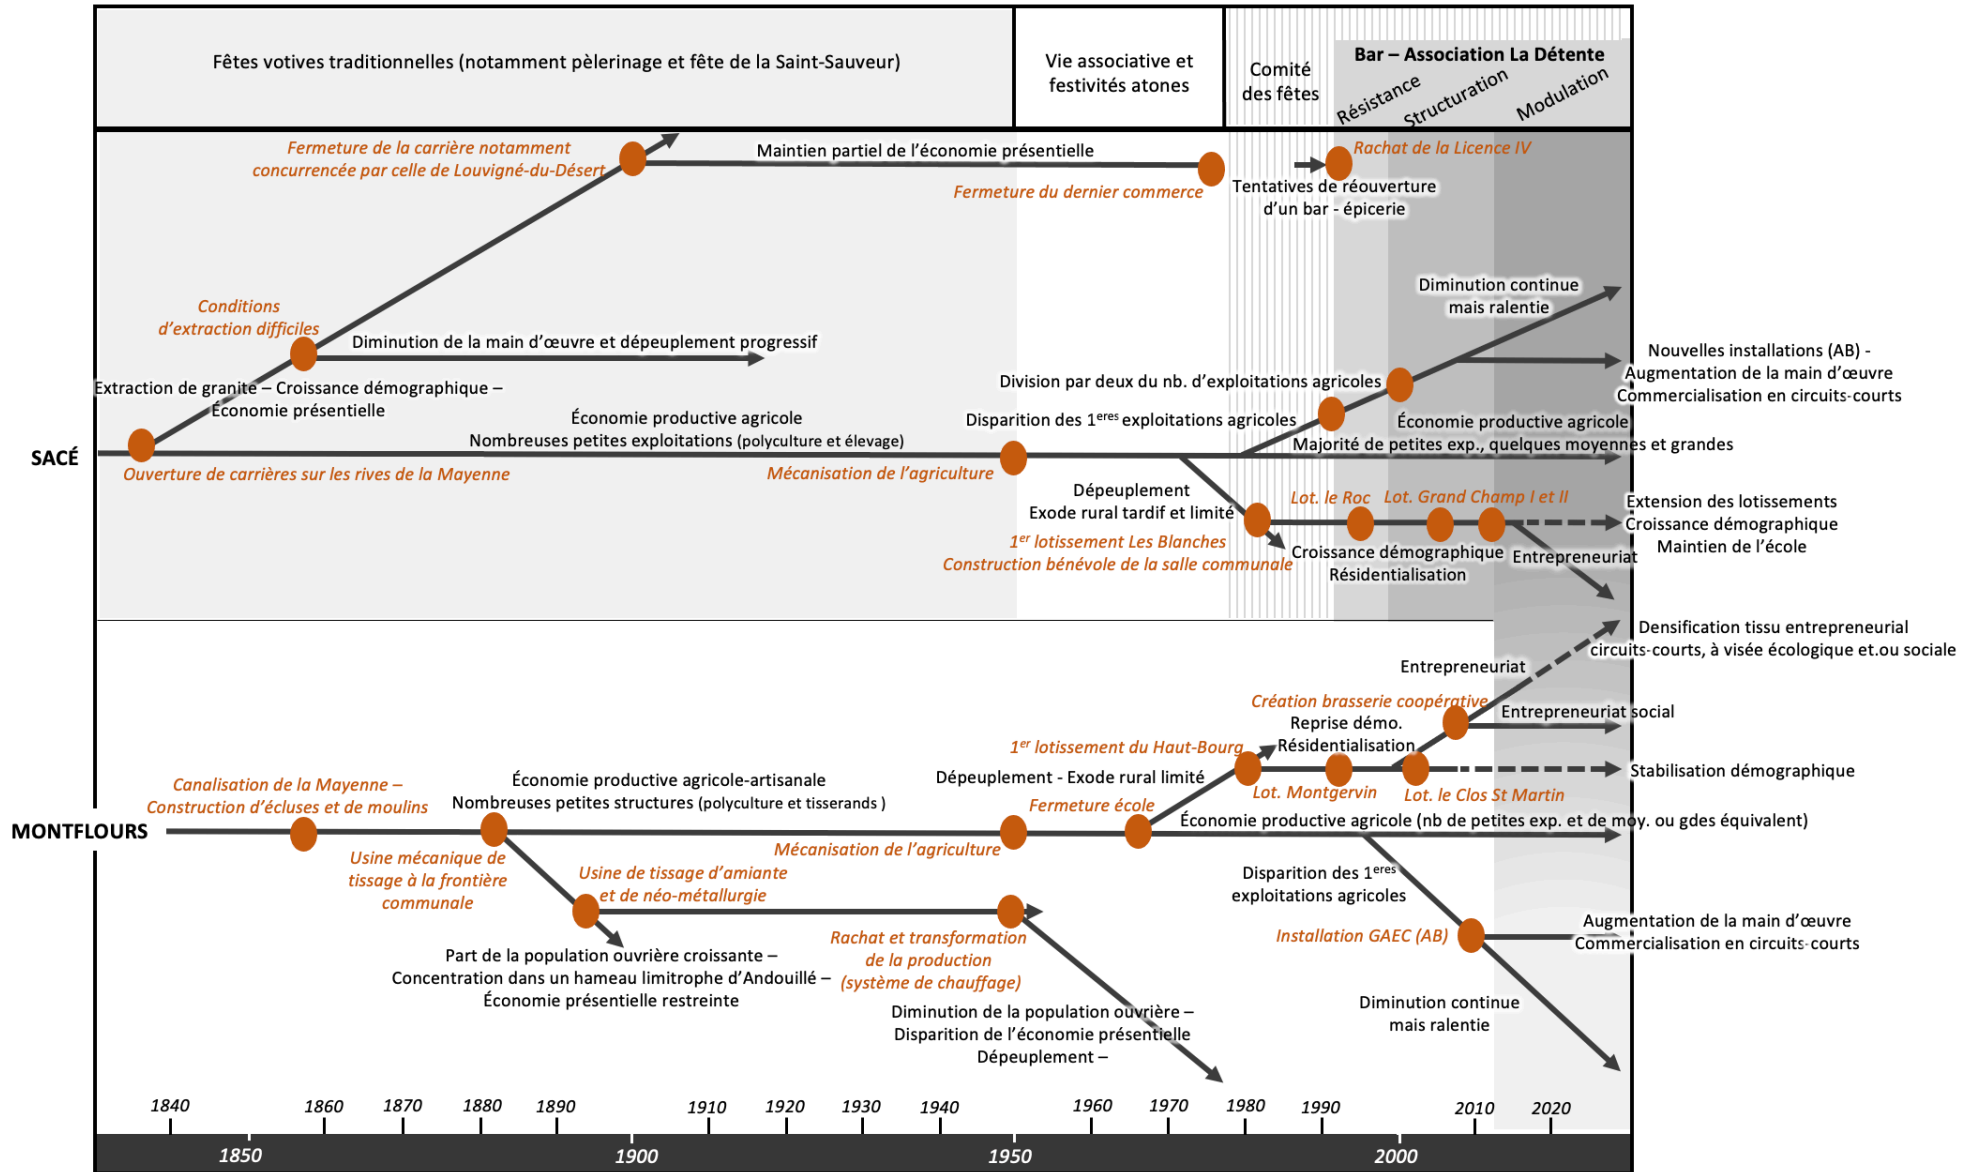 Fêtes votives traditionnelles (notamment pèlerinage et fête de la Saint-Sauveur)
Vie associative et
festivités atones
Comité
des fêtes
Bar – Association La Détente
Résistance
Structuration
Modulation
Fermeture de la carrière notamment
concurrencée par celle de Louvigné-du-Désert
Maintien partiel de l’économie présentielle
Fermeture du dernier commerce
Rachat de la Licence IV
Tentatives de réouverture
d’un bar - épicerie
Conditions
d’extraction difficiles
Diminution de la main d’œuvre et dépeuplement progressif
Extraction de granite – Croissance démographique –
Économie présentielle
Diminution continue
mais ralentie
Division par deux du nb. d’exploitations agricoles
Nouvelles installations (AB) -
Augmentation de la main d’œuvre
Commercialisation en circuits-courts
Économie productive agricole
Nombreuses petites exploitations (polyculture et élevage)
Disparition des 1eres exploitations agricoles
Économie productive agricole
Majorité de petites exp., quelques moyennes et grandes
SACÉ
Ouverture de carrières sur les rives de la Mayenne
Mécanisation de l’agriculture
Dépeuplement
Exode rural tardif et limité
1er lotissement Les Blanches
Construction bénévole de la salle communale
Lot. le Roc
Lot. Grand Champ I et II
Croissance démographique
Résidentialisation
Entrepreneuriat
Extension des lotissements
Croissance démographique
Maintien de l’école
Densification tissu entrepreneurial
circuits-courts, à visée écologique et.ou sociale
Entrepreneuriat
Création brasserie coopérative
Entrepreneuriat social
Reprise démo.
Résidentialisation
1er lotissement du Haut-Bourg
Dépeuplement - Exode rural limité
Stabilisation démographique
Lot. Montgervin
Lot. le Clos St Martin
Canalisation de la Mayenne –
Construction d’écluses et de moulins
Économie productive agricole-artisanale
Nombreuses petites structures (polyculture et tisserands )
Fermeture école
Économie productive agricole (nb de petites exp. et de moy. ou gdes équivalent)
MONTFLOURS
Mécanisation de l’agriculture
Usine mécanique de
tissage à la frontière
communale
Usine de tissage d’amiante
et de néo-métallurgie
Disparition des 1eres
exploitations agricoles
Rachat et transformation
de la production
(système de chauffage)
Installation GAEC (AB)
Augmentation de la main d’œuvre
Commercialisation en circuits-courts
Part de la population ouvrière croissante –
Concentration dans un hameau limitrophe d’Andouillé –
Économie présentielle restreinte
Diminution de la population ouvrière –
Disparition de l’économie présentielle
Dépeuplement –
Diminution continue
mais ralentie
1840 1860 1870 1880 1890 1910 1920 1930 1940 1960 1970 1980 1990 2010 2020
1850 1900 1950 2000